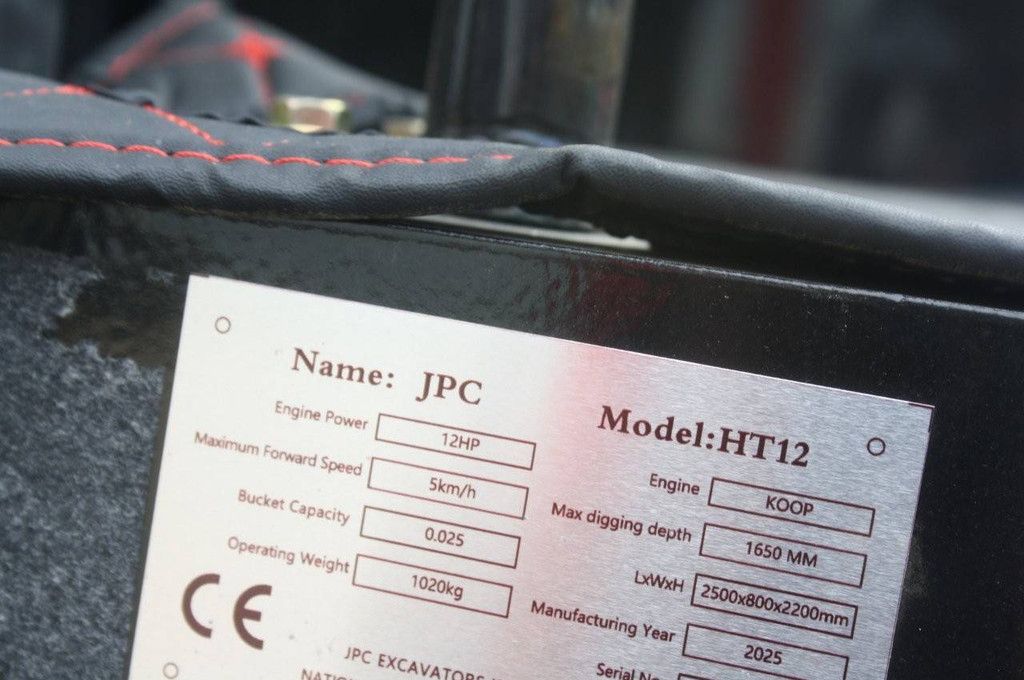 Name: JPC
Model:HT12
Engine Power 12HP
Maximum Forward Speed 5km/h
Bucket Capacity 0.025
Operating Weight 1020kg
Engine KOOP
Max digging depth 1650 MM
LxWxH 2500x800x2200mm
Manufacturing Year 2025
Serial
CE
JPC EXCAVATORS